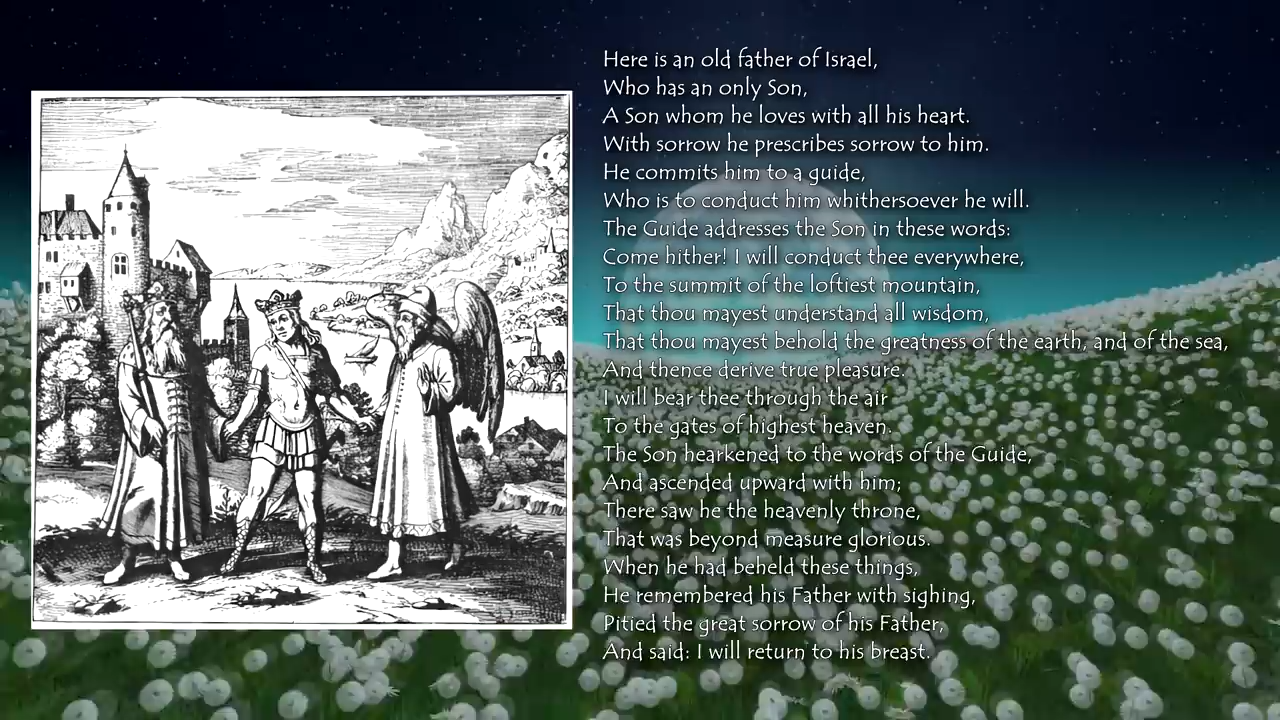 Here is an old father of Israel,
Who has an only Son,
A Son whom he loves with all his heart.
With sorrow he prescribes sorrow to him.
He commits him to a guide,
Who is to conduct him whithersoever he will.
The Guide addresses the Son in these words:
Come hither! I will conduct thee everywhere,
To the summit of the loftiest mountain,
That thou mayest understand all wisdom,
That thou mayest behold the greatness of the earth, and of the sea,
And thence derive true pleasure.
I will bear thee through the air
To the gates of highest heaven.
The Son hearkened to the words of the Guide,
And ascended upward with him;
There saw he the heavenly throne,
That was beyond measure glorious.
When he had beheld these things,
He remembered his Father with sighing,
Pitied the great sorrow of his Father,
And said: I will return to his breast.